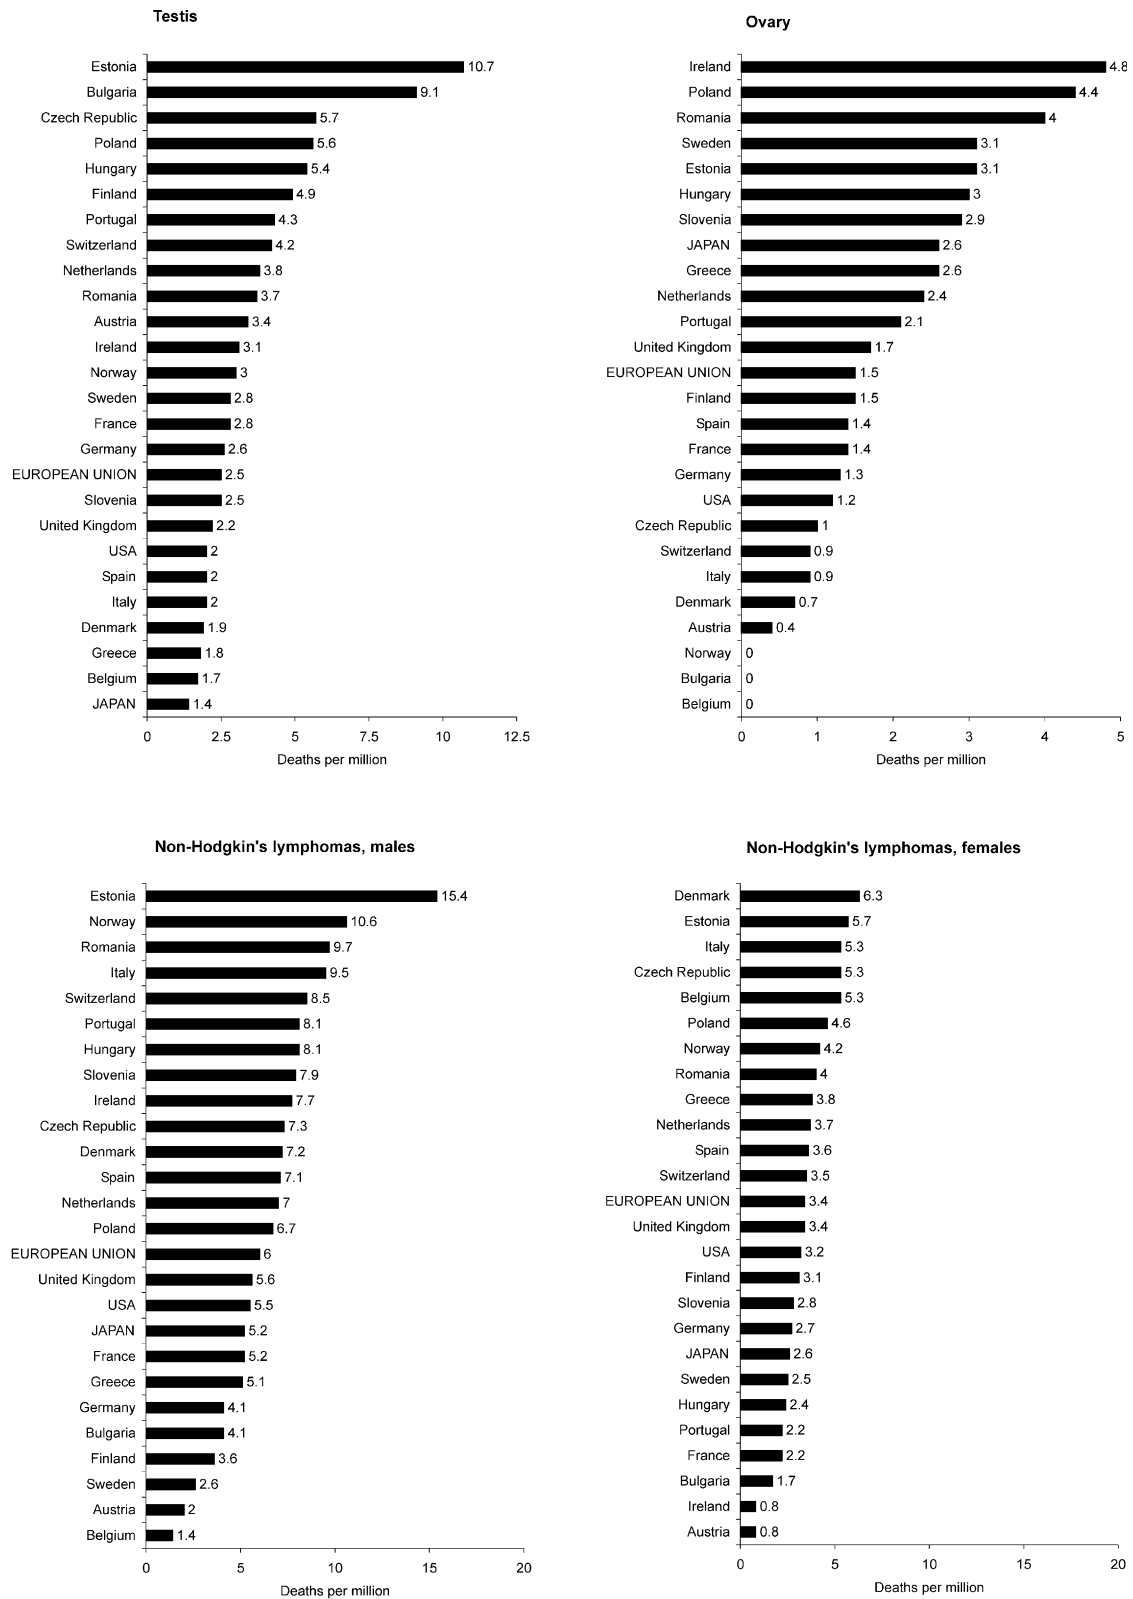 Testis
Estonia 10.7
Bulgaria 9.1
Czech Republic 5.7
Poland 5.6
Hungary 5.4
Finland 4.9
Portugal 4.3
Switzerland 4.2
Netherlands 3.8
Romania 3.7
Austria 3.4
Ireland 3.1
Norway 3
Sweden 2.8
France 2.8
Germany 2.6
EUROPEAN UNION 2.5
Slovenia 2.5
United Kingdom 2.2
USA 2
Spain 2
Italy 2
Denmark 1.9
Greece 1.8
Belgium 1.7
JAPAN 1.4
0 2.5 5 7.5 10 12.5
Deaths per million
Ovary
Ireland 4.8
Poland 4.4
Romania 4
Sweden 3.1
Estonia 3.1
Hungary 3
Slovenia 2.9
JAPAN 2.6
Greece 2.6
Netherlands 2.4
Portugal 2.1
United Kingdom 1.7
EUROPEAN UNION 1.5
Finland 1.5
Spain 1.4
France 1.4
Germany 1.3
USA 1.2
Czech Republic 1
Switzerland 0.9
Italy 0.9
Denmark 0.7
Austria 0.4
Norway 0
Bulgaria 0
Belgium 0
0 1 2 3 4 5
Deaths per million
Non-Hodgkin's lymphomas, males
Estonia 15.4
Norway 10.6
Romania 9.7
Italy 9.5
Switzerland 8.5
Portugal 8.1
Hungary 8.1
Slovenia 7.9
Ireland 7.7
Czech Republic 7.3
Denmark 7.2
Spain 7.1
Netherlands 7
Poland 6.7
EUROPEAN UNION 6
United Kingdom 5.6
USA 5.5
JAPAN 5.2
France 5.2
Greece 5.1
Germany 4.1
Bulgaria 4.1
Finland 3.6
Sweden 2.6
Austria 2
Belgium 1.4
0 5 10 15 20
Deaths per million
Non-Hodgkin's lymphomas, females
Denmark 6.3
Estonia 5.7
Italy 5.3
Czech Republic 5.3
Belgium 5.3
Poland 4.6
Norway 4.2
Romania 4
Greece 3.8
Netherlands 3.7
Spain 3.6
Switzerland 3.5
EUROPEAN UNION 3.4
United Kingdom 3.4
USA 3.2
Finland 3.1
Slovenia 2.8
Germany 2.7
JAPAN 2.6
Sweden 2.5
Hungary 2.4
Portugal 2.2
France 2.2
Bulgaria 1.7
Ireland 0.8
Austria 0.8
0 5 10 15 20
Deaths per million